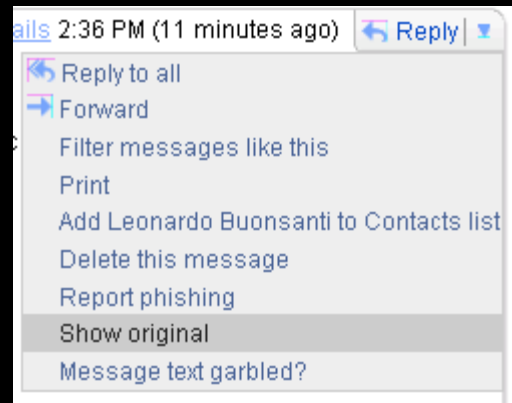 ails 2:36 PM (11 minutes ago) Reply
Reply to all
Forward
Filter messages like this
Print
Add Leonardo Buonsanti to Contacts list
Delete this message
Report phishing
Show original
Message text garbled?